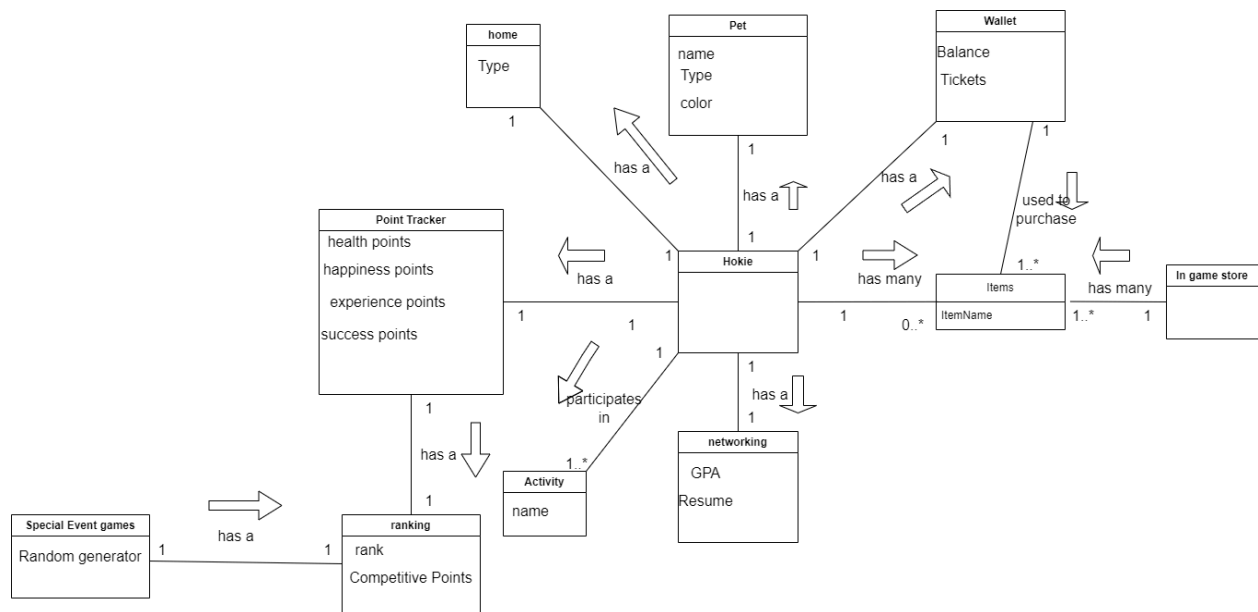 home
Type
1
Pet
name
Type
color
1
Wallet
Balance
Tickets
1
1
has a
has a
has a
used to
purchase
Point Tracker
health points
happiness points
experience points
success points
1
1
has a
1
1
Hokie
1
1
has many
1
0..*
1..*
Items
ItemName
has many
1..*
1
In game store
1
participates
in
1..*
Activity
name
1
has a
1
networking
GPA
Resume
1
has a
1
ranking
rank
Competitive Points
Special Event games
Random generator
has a
1
1